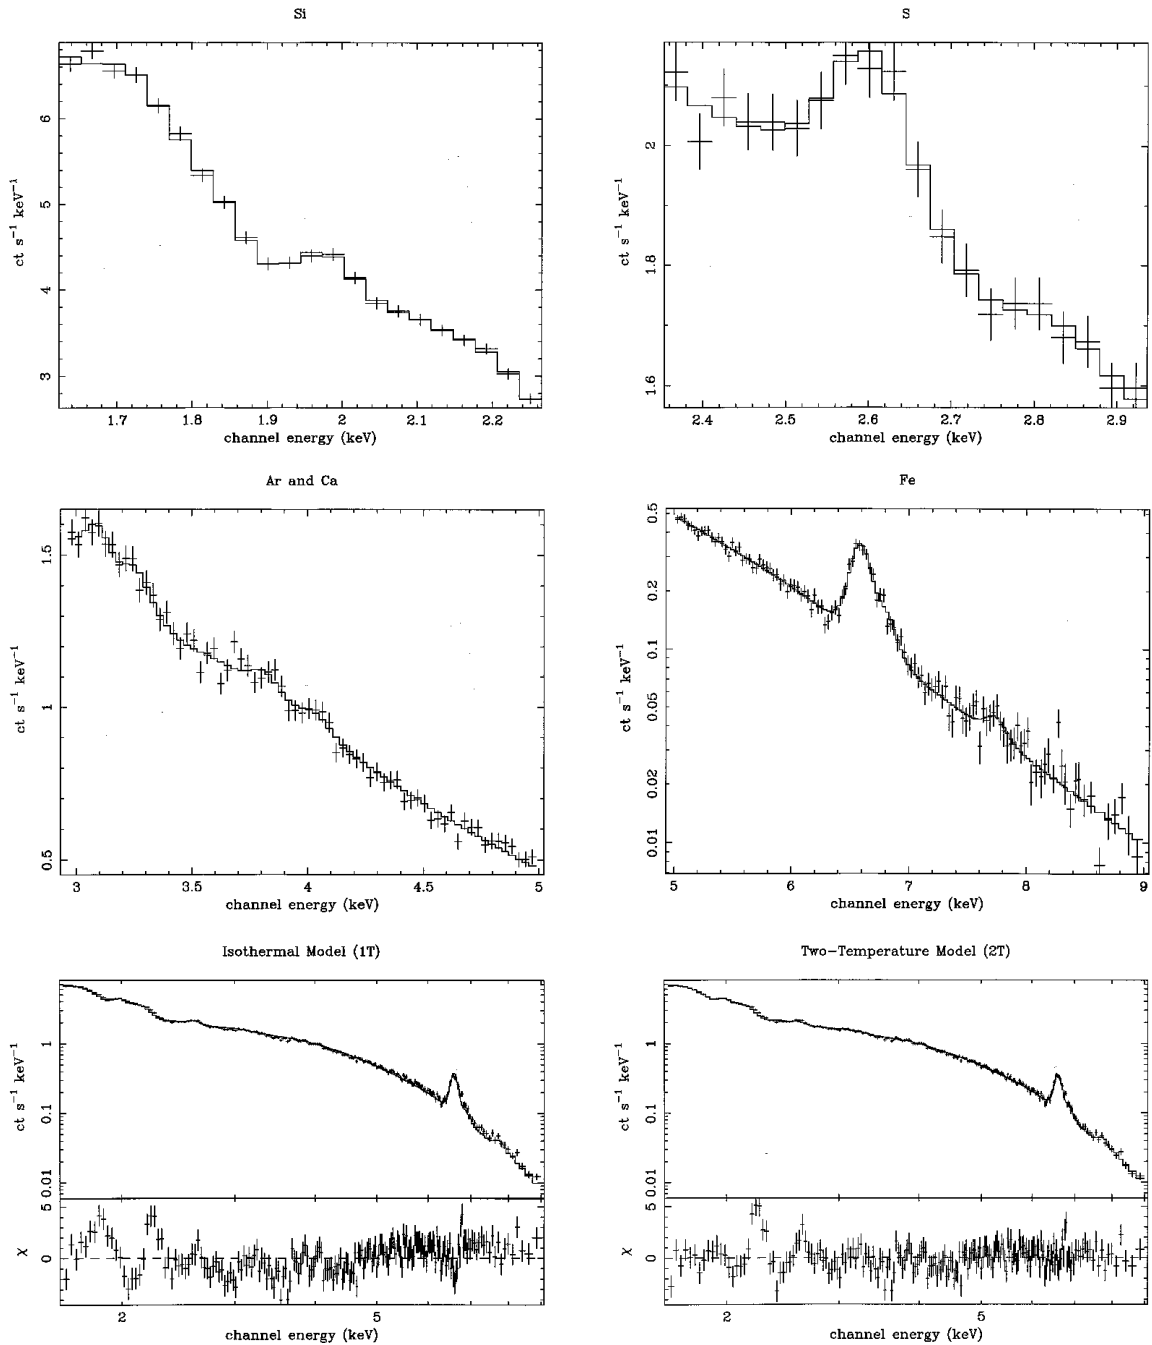 Si
S
6
5
4
3
ct s⁻¹ keV⁻¹
1.7 1.8 1.9 2 2.1 2.2
channel energy (keV)
2
1.8
1.6
ct s⁻¹ keV⁻¹
2.4 2.5 2.6 2.7 2.8 2.9
channel energy (keV)
Ar and Ca
Fe
1.5
1
0.5
ct s⁻¹ keV⁻¹
3 3.5 4 4.5 5
channel energy (keV)
0.5
0.2
0.1
0.05
0.02
0.01
ct s⁻¹ keV⁻¹
5 6 7 8 9
channel energy (keV)
Isothermal Model (1T)
Two-Temperature Model (2T)
1
0.1
0.01
ct s⁻¹ keV⁻¹
5
0
χ
2 5
channel energy (keV)
1
0.1
0.01
ct s⁻¹ keV⁻¹
5
0
χ
2 5
channel energy (keV)